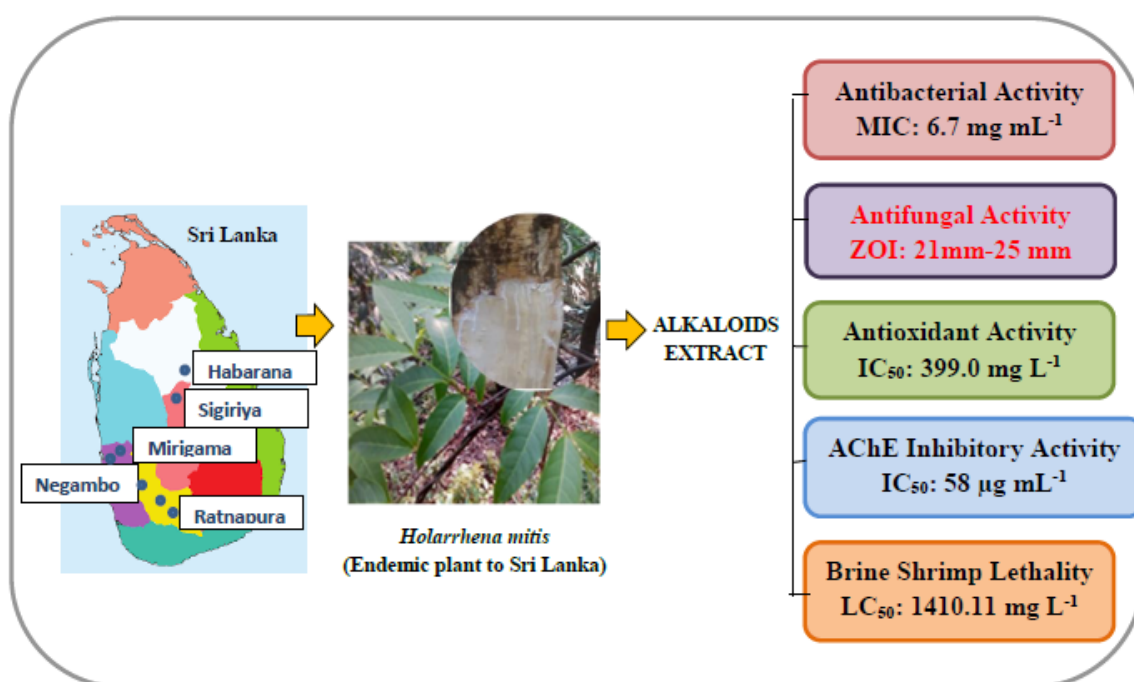 Sri Lanka
Habarana
Sigiriya
Mirigama
Negambo
Ratnapura
Holarrhena mitis
(Endemic plant to Sri Lanka)
ALKALOIDS
EXTRACT
Antibacterial Activity
MIC: 6.7 mg mL⁻¹
Antifungal Activity
ZOI: 21mm-25 mm
Antioxidant Activity
IC₅₀: 399.0 mg L⁻¹
AChE Inhibitory Activity
IC₅₀: 58 µg mL⁻¹
Brine Shrimp Lethality
LC₅₀: 1410.11 mg L⁻¹